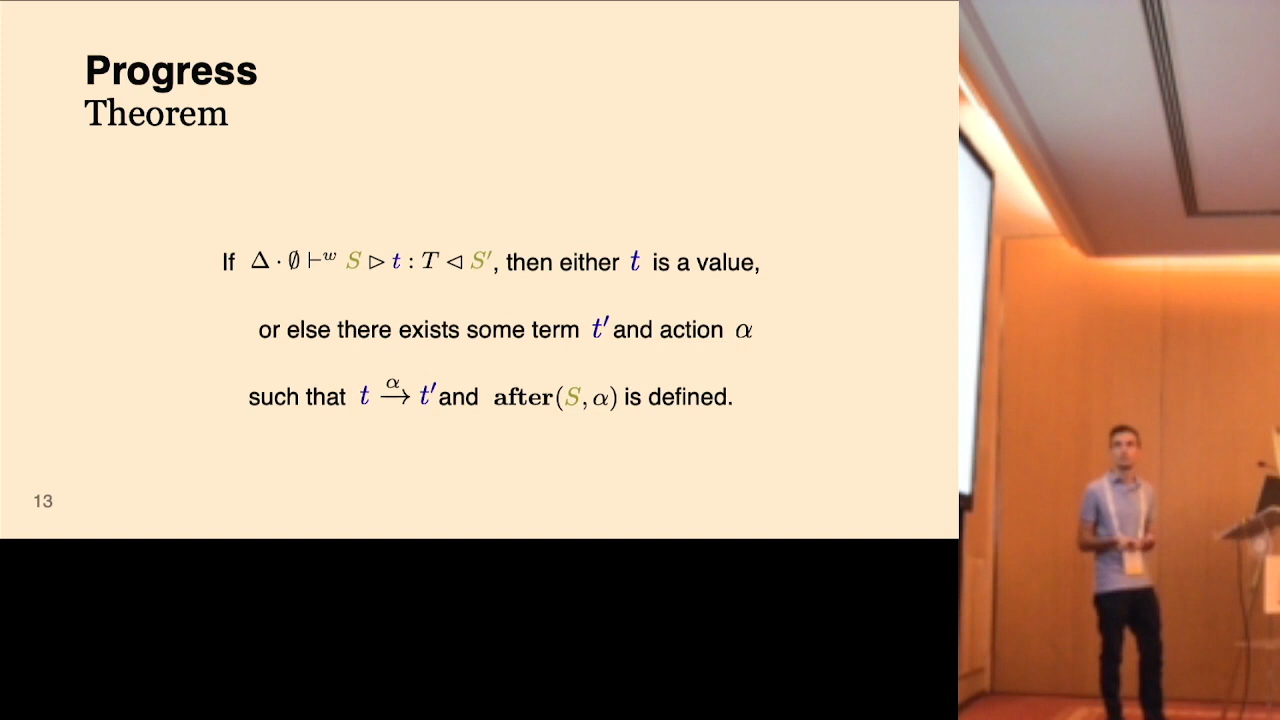 Progress
Theorem
If Δ · ∅ ⊢ʷ S ▷ t : T ◁ S′, then either t is a value,
or else there exists some term t′ and action α
such that t →^α t′ and after(S, α) is defined.
13